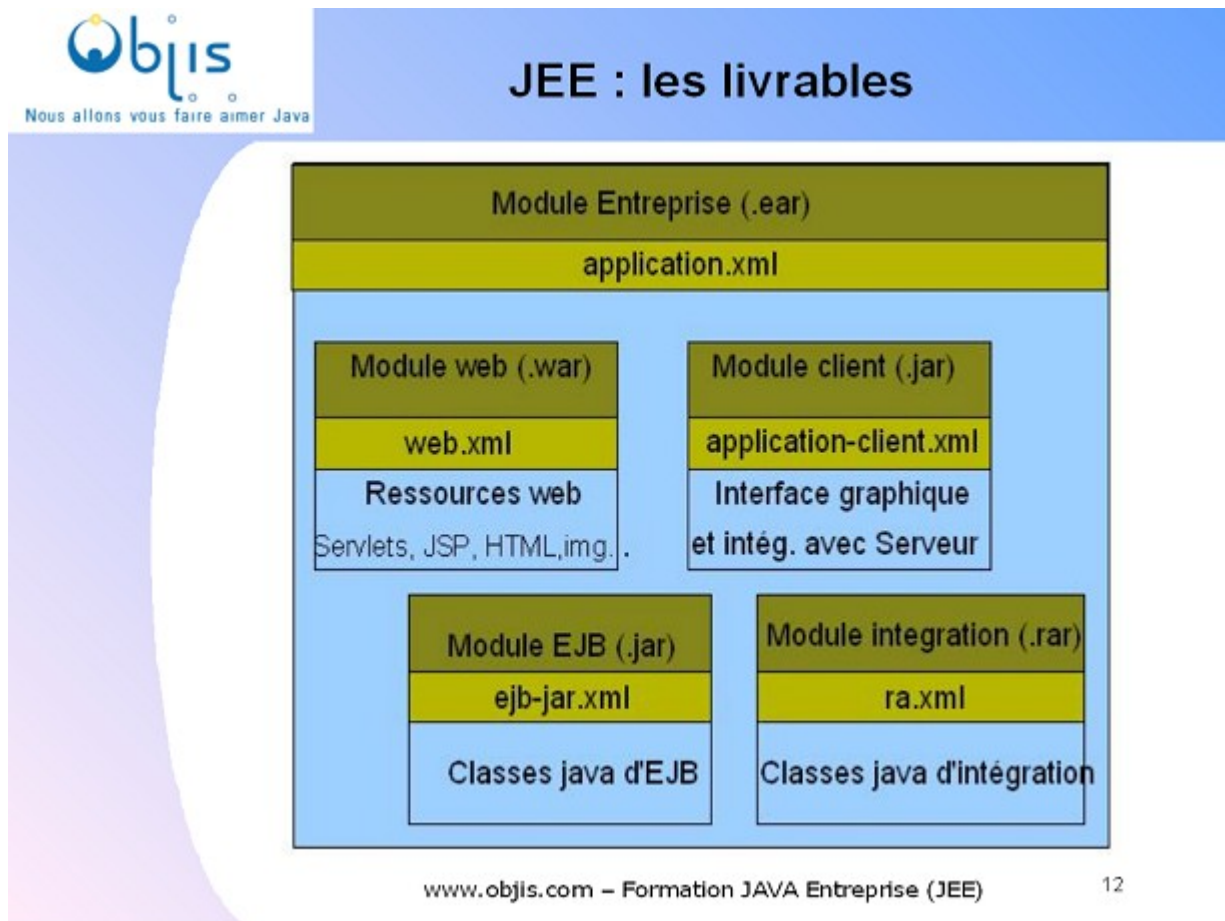 Objis
Nous allons vous faire aimer Java
JEE : les livrables
Module Entreprise (.ear)
application.xml
Module web (.war)
web.xml
Ressources web
Servlets, JSP, HTML,img. .
Module client (.jar)
application-client.xml
Interface graphique
et intég. avec Serveur
Module EJB (.jar)
ejb-jar.xml
Classes java d'EJB
Module integration (.rar)
ra.xml
Classes java d'intégration
www.objis.com – Formation JAVA Entreprise (JEE)
12